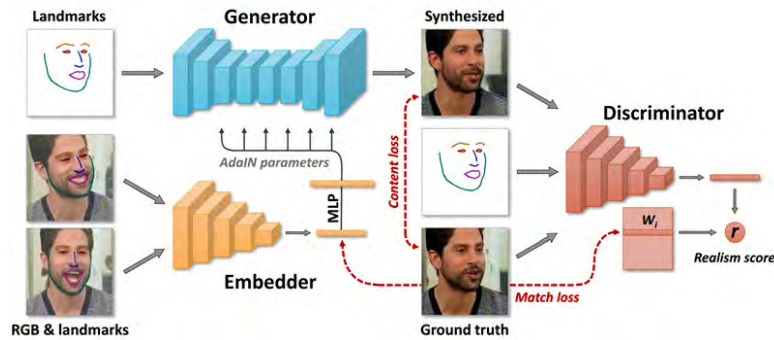 Landmarks
Generator
Synthesized
Discriminator
AdaIN parameters
MLP
Content loss
Embedder
W i
r
Realism score
Match loss
RGB & landmarks
Ground truth